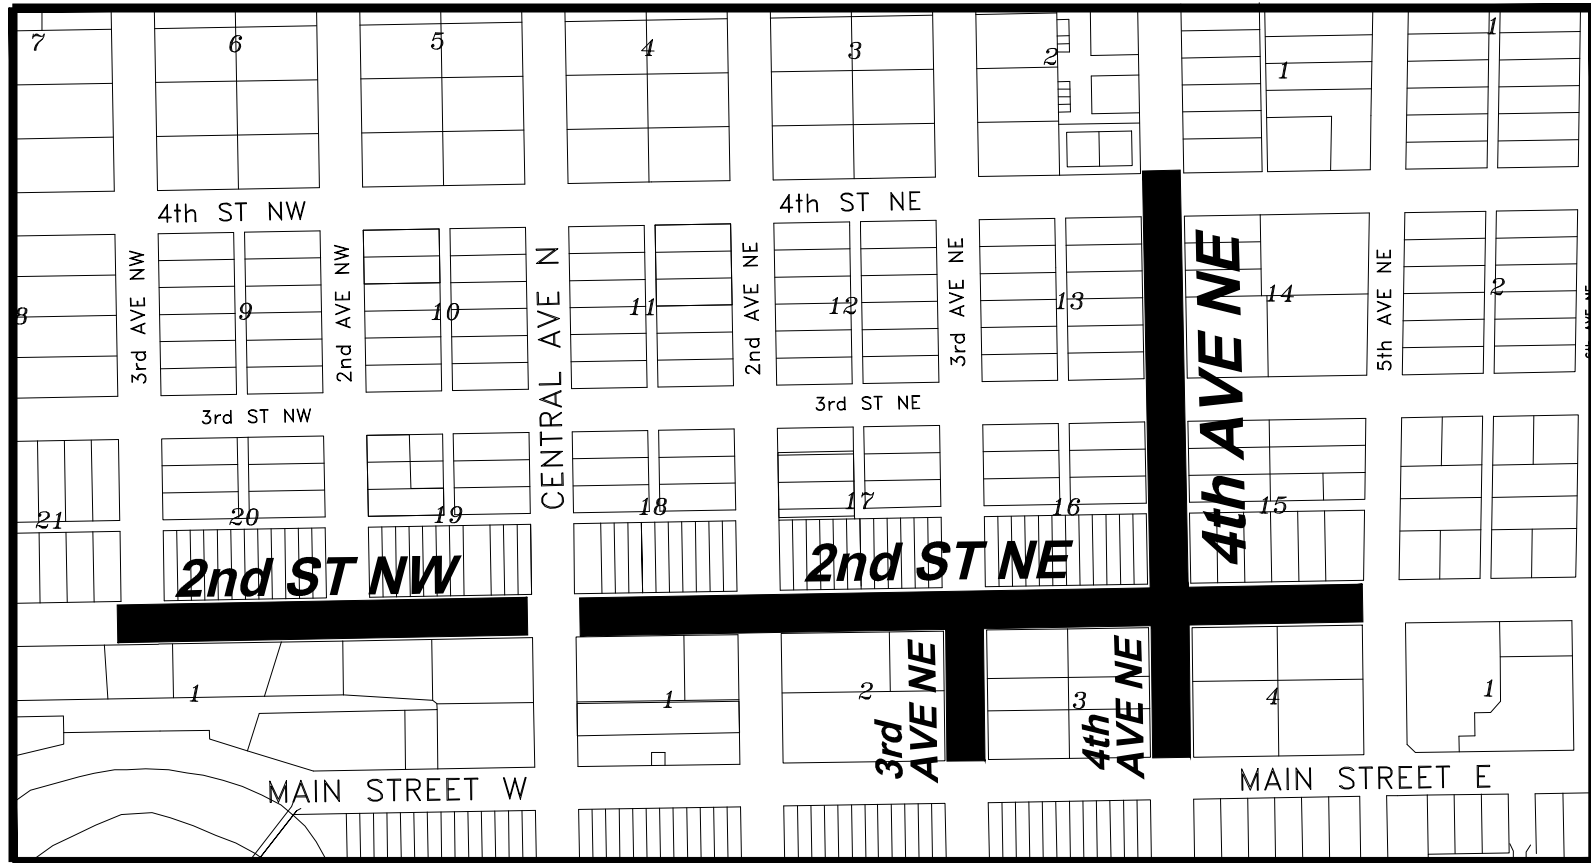 7
6
5
4
3
2
1
1
4th ST NW
4th ST NE
8
3rd AVE NW
9
2nd AVE NW
10
CENTRAL AVE N
11
2nd AVE NE
12
3rd AVE NE
13
4th AVE NE
14
5th AVE NE
2
3rd ST NW
3rd ST NE
21
20
19
18
17
16
15
2nd ST NW
2nd ST NE
1
1
2
3rd
AVE NE
3
4th
AVE NE
4
1
MAIN STREET W
MAIN STREET E